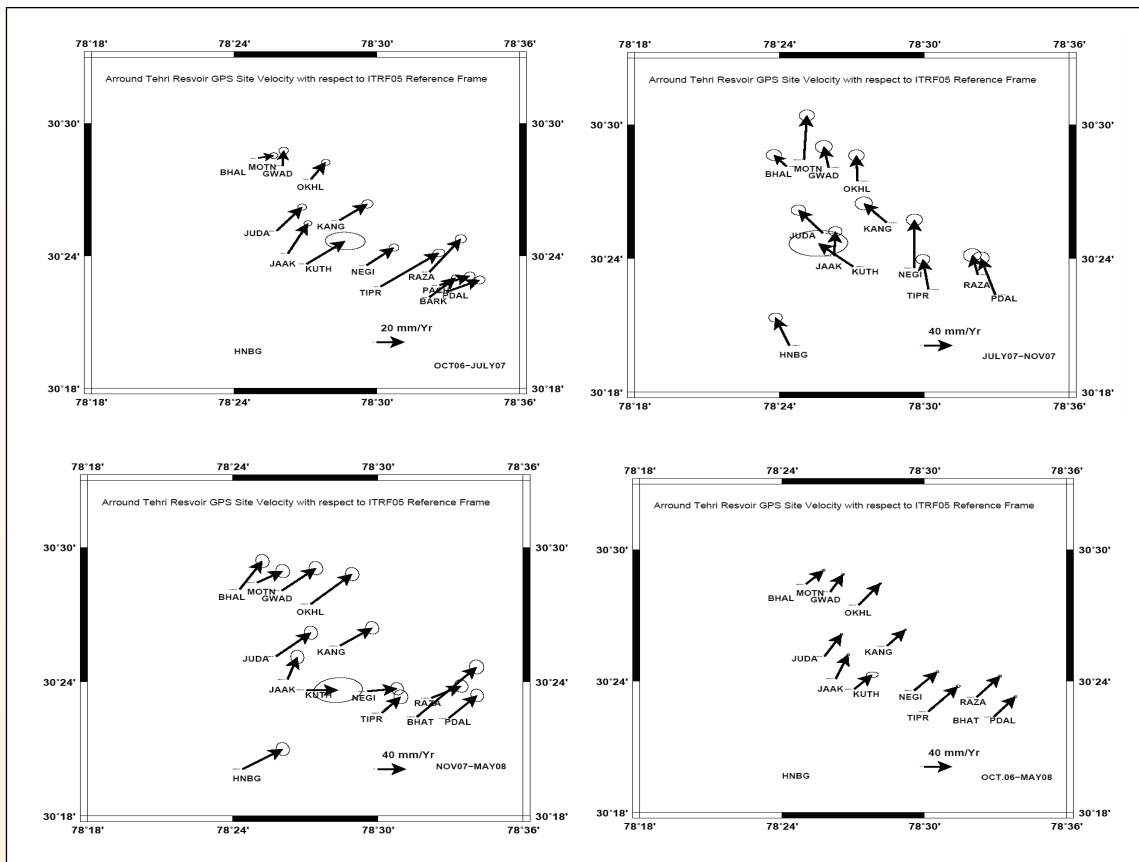 78°18' 78°24' 78°30' 78°36'
Arround Tehri Resvoir GPS Site Velocity with respect to ITRF05 Reference Frame
30°30' 30°30'
MOTN
BHAL GWAD
OKHL
JUDA KANG
JAAK KUTH NEGI
30°24' 30°24'
RAZA
TIPR PDAL
BARK
20 mm/Yr
HNBG
OCT06–JULY07
30°18' 30°18'
78°18' 78°24' 78°30' 78°36'
78°18' 78°24' 78°30' 78°36'
Arround Tehri Resvoir GPS Site Velocity with respect to ITRF05 Reference Frame
30°30' 30°30'
BHAL MOTN GWAD
OKHL
KANG
JUDA
30°24' 30°24'
JAAK KUTH NEGI
RAZA
TIPR PDAL
40 mm/Yr
HNBG
JULY07–NOV07
30°18' 30°18'
78°18' 78°24' 78°30' 78°36'
78°18' 78°24' 78°30' 78°36'
Arround Tehri Resvoir GPS Site Velocity with respect to ITRF05 Reference Frame
30°30' 30°30'
BHAL MOTN GWAD
OKHL
JUDA KANG
JAAK KUTH NEGI
30°24' 30°24'
RAZA
TIPR BHAT PDAL
40 mm/Yr
HNBG
NOV07–MAY08
30°18' 30°18'
78°18' 78°24' 78°30' 78°36'
78°18' 78°24' 78°30' 78°36'
Arround Tehri Resvoir GPS Site Velocity with respect to ITRF05 Reference Frame
30°30' 30°30'
BHAL MOTN
GWAD
OKHL
JUDA KANG
30°24' 30°24'
JAAK KUTH NEGI
RAZA
TIPR BHAT PDAL
40 mm/Yr
HNBG
OCT.06–MAY08
30°18' 30°18'
78°18' 78°24' 78°30' 78°36'